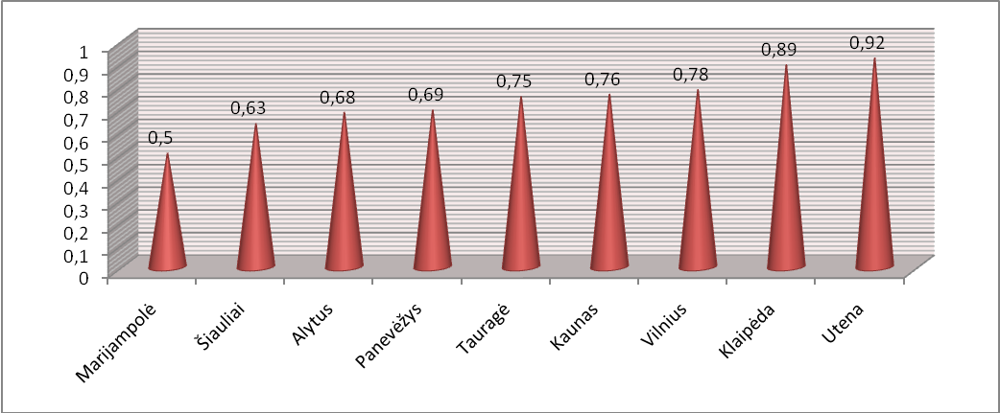 1
0,9
0,8
0,7
0,6
0,5
0,4
0,3
0,2
0,1
0
0,5
0,63
0,68
0,69
0,75
0,76
0,78
0,89
0,92
Marijampolė
Šiauliai
Alytus
Panevėžys
Tauragė
Kaunas
Vilnius
Klaipėda
Utena